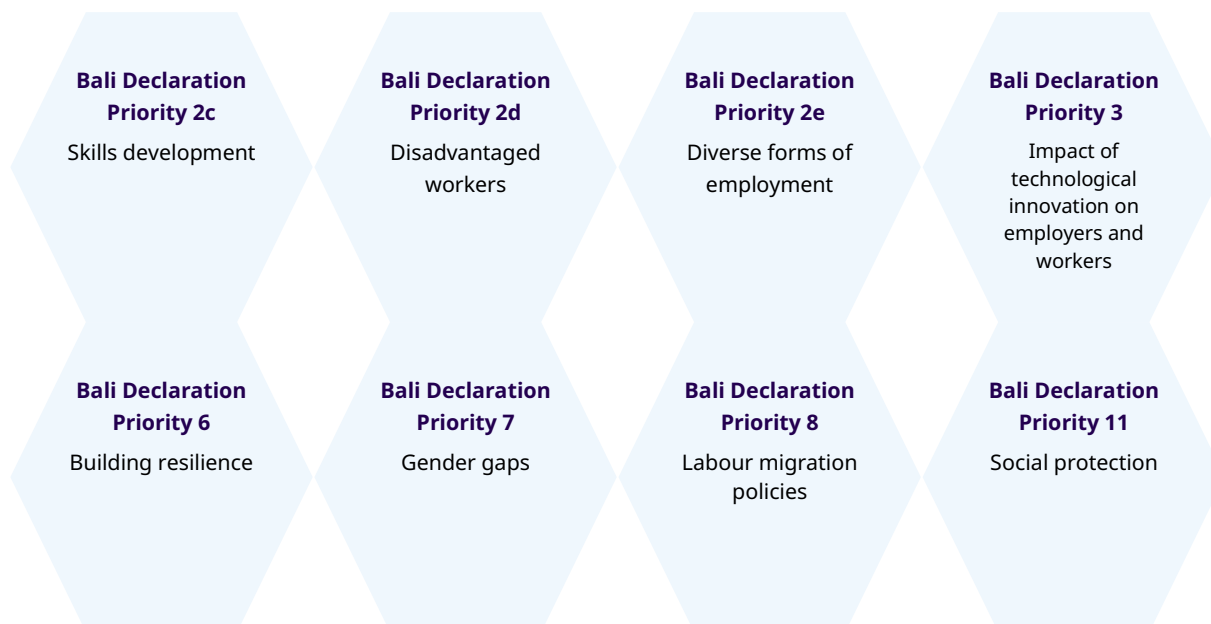 Bali Declaration
Priority 2c
Skills development
Bali Declaration
Priority 2d
Disadvantaged
workers
Bali Declaration
Priority 2e
Diverse forms of
employment
Bali Declaration
Priority 3
Impact of
technological
innovation on
employers and
workers
Bali Declaration
Priority 6
Building resilience
Bali Declaration
Priority 7
Gender gaps
Bali Declaration
Priority 8
Labour migration
policies
Bali Declaration
Priority 11
Social protection